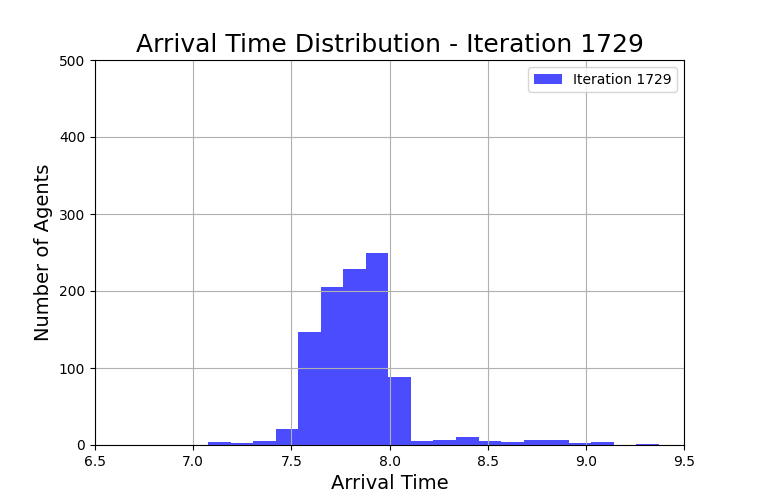 Arrival Time Distribution - Iteration 1729
Iteration 1729
500
400
300
200
100
0
Number of Agents
6.5 7.0 7.5 8.0 8.5 9.0 9.5
Arrival Time